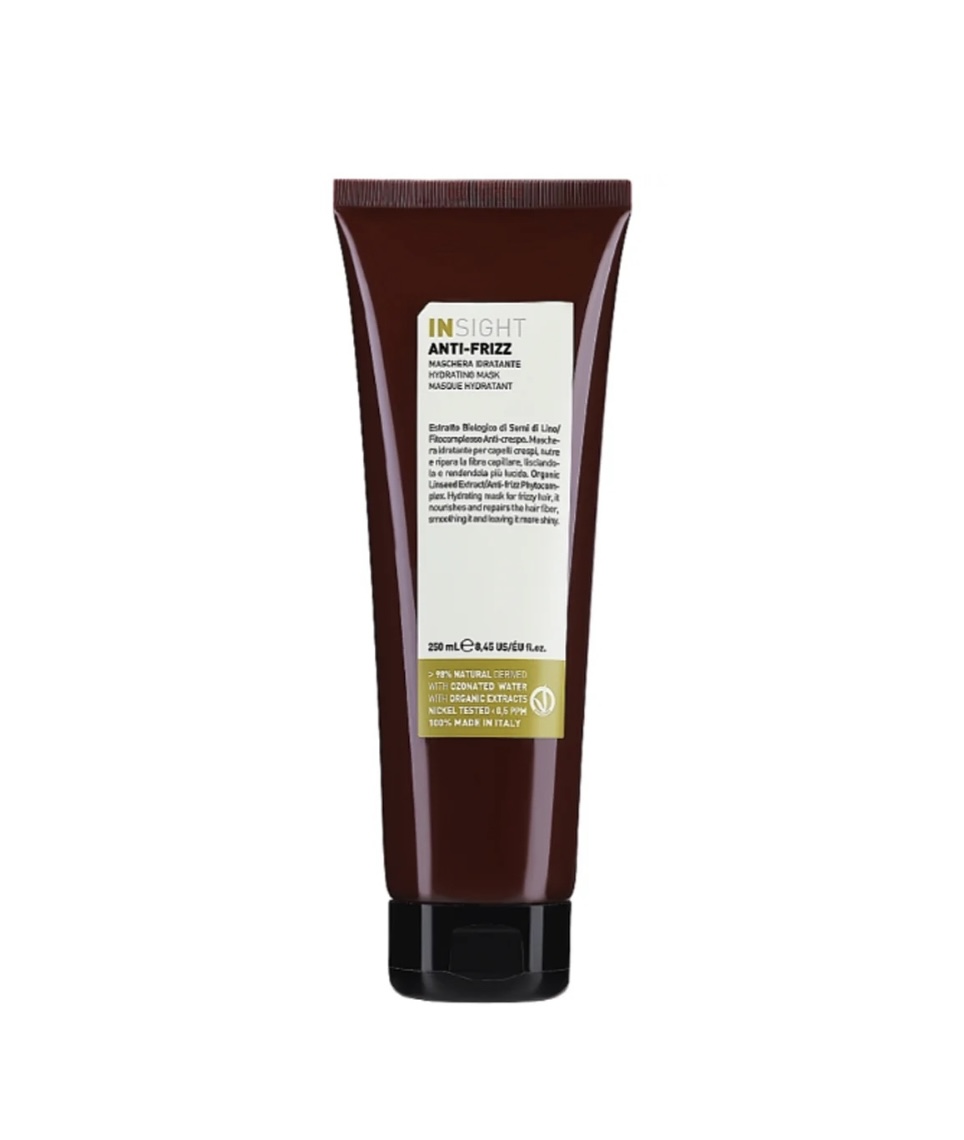 INSIGHT
ANTI-FRIZZ
MASCHERA IDRATANTE
HYDRATING MASK
MASQUE HYDRATANT
Estratto Biologico di Semi di Lino/
Fitocomplesso Anti-crespo. Masche-
ra idratante per capelli crespi, nutre
e ripara la fibra capillare, lisciando-
la e rendendola più lucida. Organic
Linseed Extract/Anti-frizz Phytocom-
plex. Hydrating mask for frizzy hair, it
nourishes and repairs the hair fiber,
smoothing it and leaving it more shiny.
250 mL ℮ 8,45 US/ÉU fl.oz.
> 98% NATURAL DERIVED
WITH OZONATED WATER
WITH ORGANIC EXTRACTS
NICKEL TESTED < 0,5 PPM
100% MADE IN ITALY